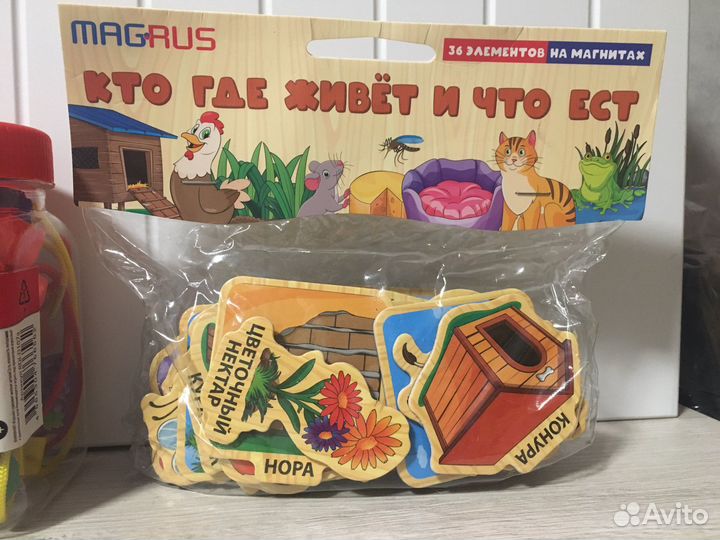 MAGRUS
36 ЭЛЕМЕНТОВ НА МАГНИТАХ
КТО ГДЕ ЖИВЁТ И ЧТО ЕСТ
ЦВЕТОЧНЫЙ
НЕКТАР
НОРА
КОНУРА
Avito